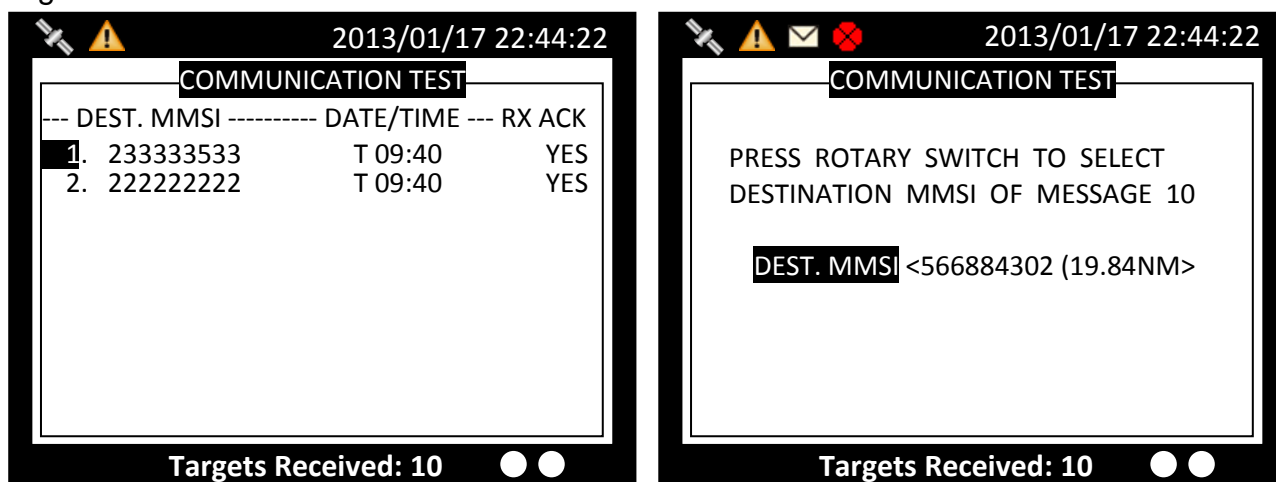 2013/01/17 22:44:22
COMMUNICATION TEST
--- DEST. MMSI ---------- DATE/TIME --- RX ACK
1. 233333533 T 09:40 YES
2. 222222222 T 09:40 YES
Targets Received: 10
2013/01/17 22:44:22
COMMUNICATION TEST
PRESS ROTARY SWITCH TO SELECT
DESTINATION MMSI OF MESSAGE 10
DEST. MMSI <566884302 (19.84NM>
Targets Received: 10